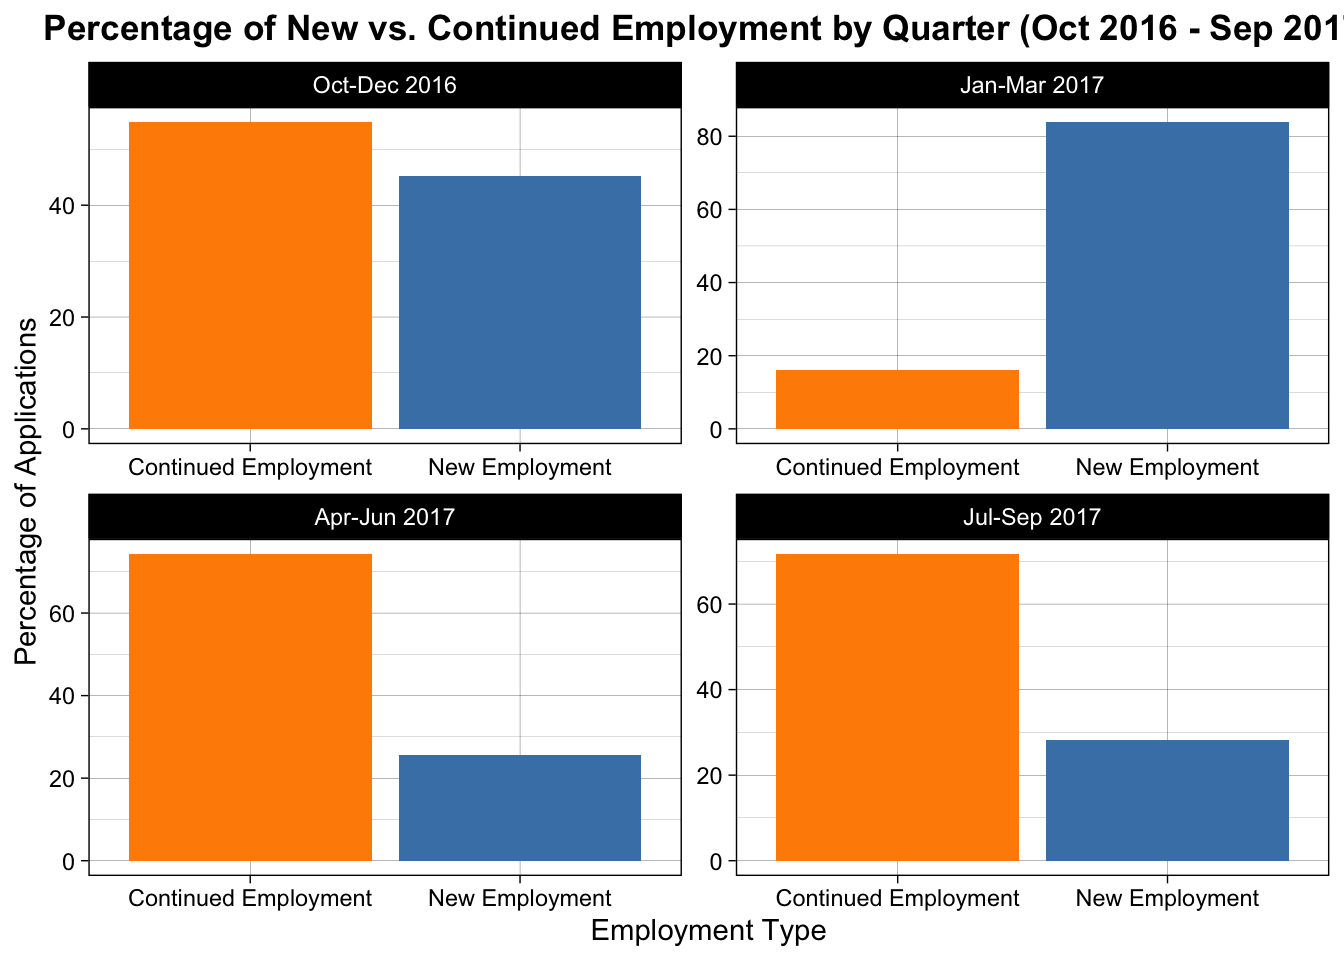 Percentage of New vs. Continued Employment by Quarter (Oct 2016 - Sep 201
Oct-Dec 2016
Jan-Mar 2017
40
20
0
80
60
40
20
0
Continued Employment New Employment
Continued Employment New Employment
Apr-Jun 2017
Jul-Sep 2017
60
40
20
0
60
40
20
0
Continued Employment New Employment
Continued Employment New Employment
Percentage of Applications
Employment Type